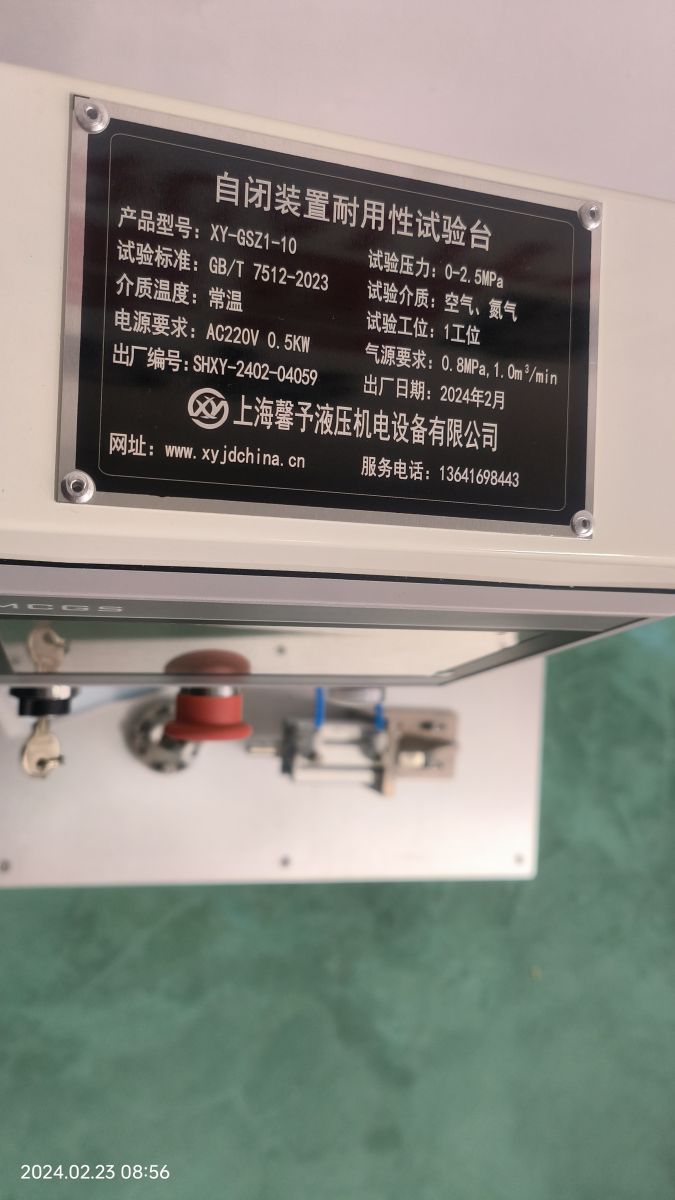 自闭装置耐用性试验台
产品型号：XY-GSZ1-10
试验压力：0-2.5MPa
试验标准：GB/T 7512-2023
试验介质：空气、氮气
介质温度：常温
试验工位：1工位
电源要求：AC220V 0.5KW
气源要求：0.8MPa,1.0m³/min
出厂编号：SHXY-2402-04059
出厂日期：2024年2月
XY 上海馨予液压机电设备有限公司
网址：www.xyjdchina.cn
服务电话：13641698443
MCGS
2024.02.23 08:56